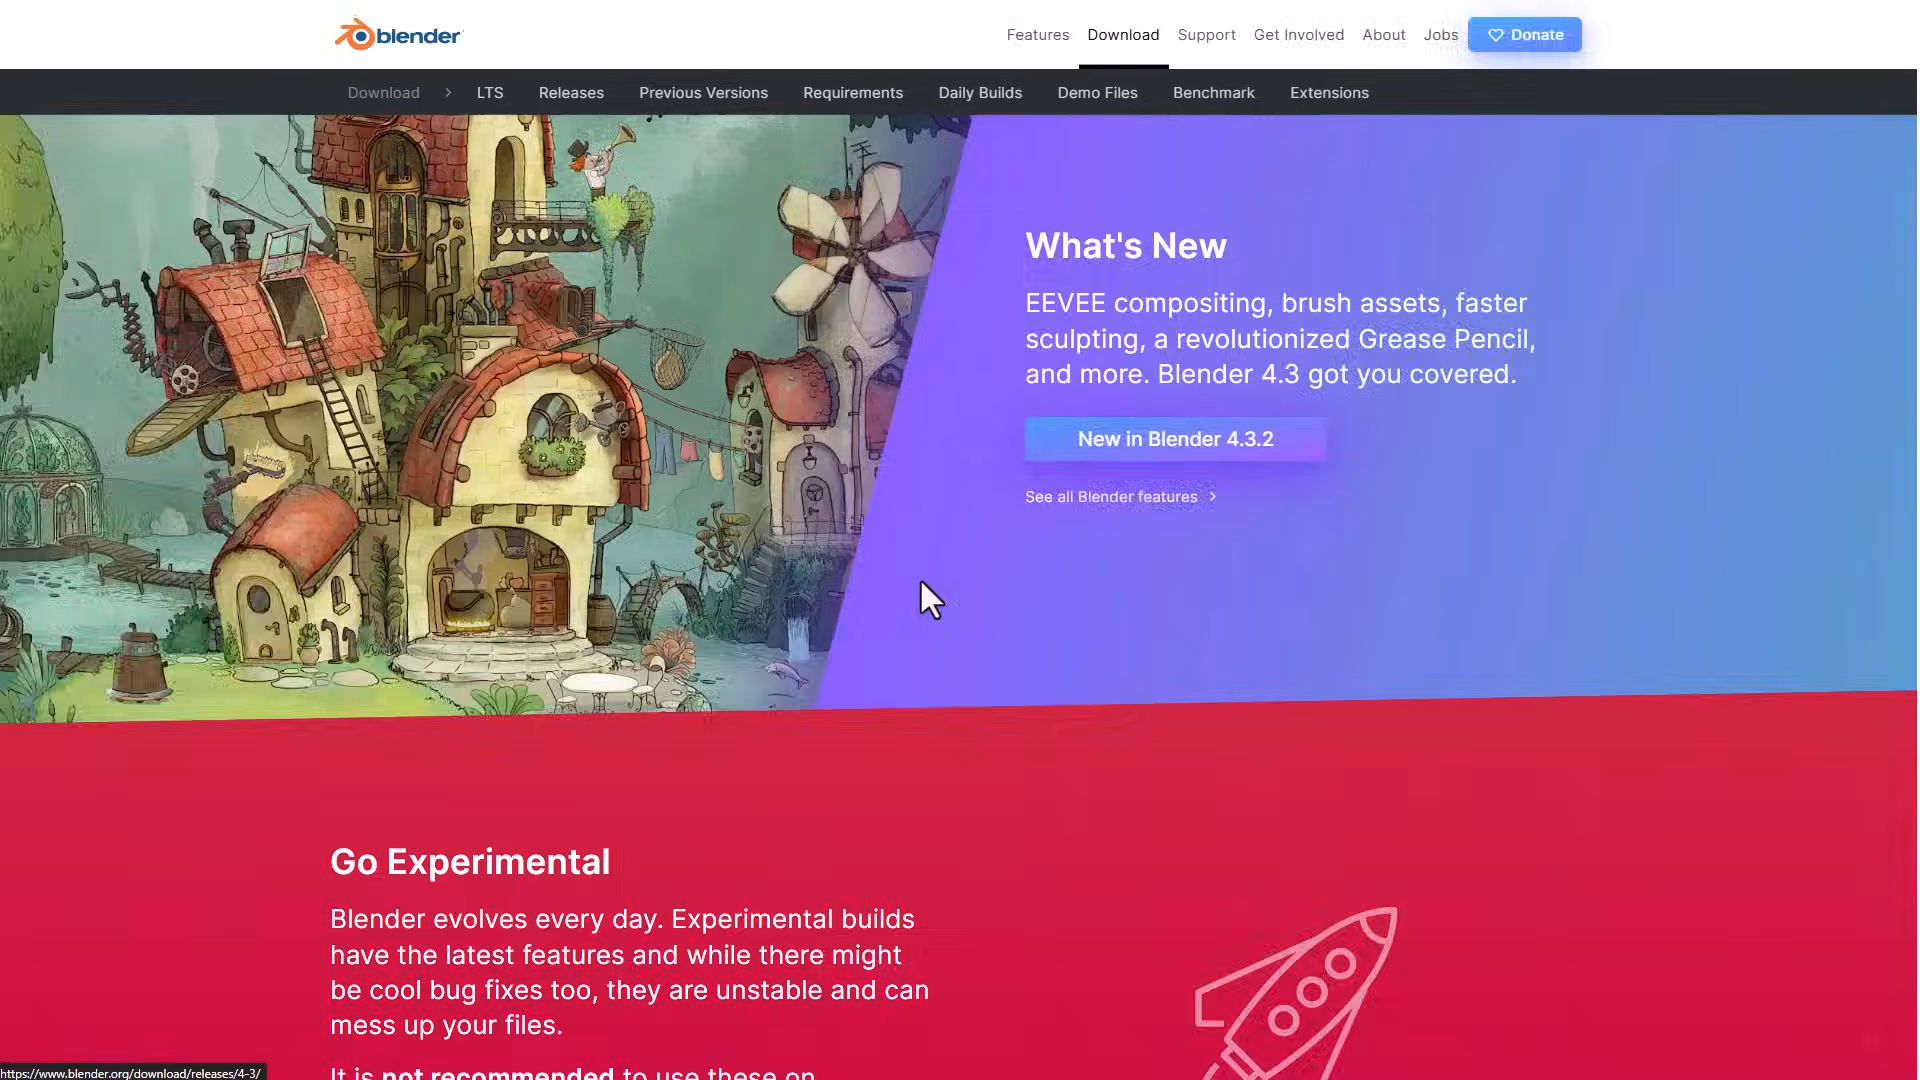 blender
Features
Download
Support
Get Involved
About
Jobs
Donate
Download
LTS
Releases
Previous Versions
Requirements
Daily Builds
Demo Files
Benchmark
Extensions
What's New
EEVEE compositing, brush assets, faster
sculpting, a revolutionized Grease Pencil,
and more. Blender 4.3 got you covered.
New in Blender 4.3.2
See all Blender features
Go Experimental
Blender evolves every day. Experimental builds
have the latest features and while there might
be cool bug fixes too, they are unstable and can
mess up your files.
It is not recommended to use these on
https://www.blender.org/download/releases/4-3/